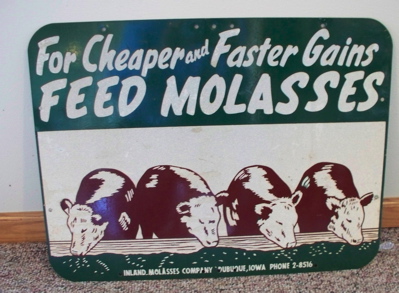 For Cheaper and Faster Gains
FEED MOLASSES
INLAND MOLASSES COMPANY DUBUQUE, IOWA PHONE 2-8516